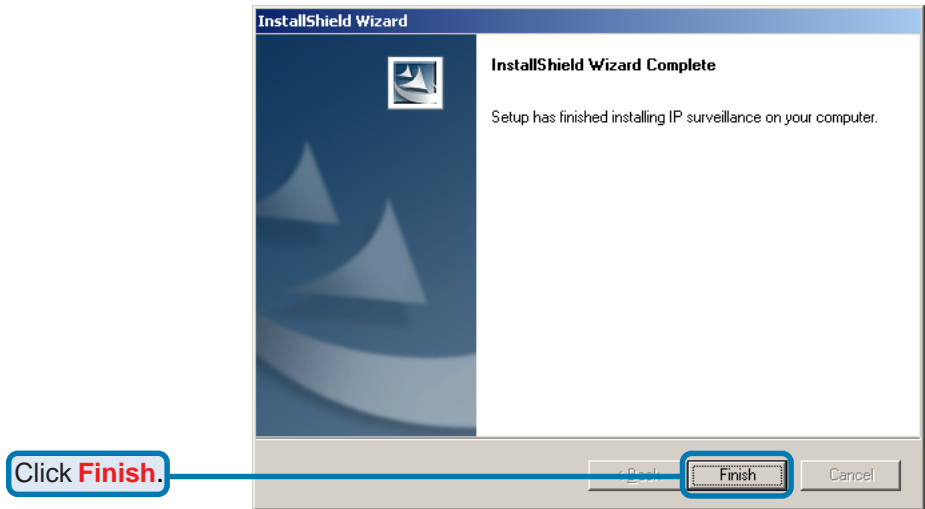 InstallShield Wizard
InstallShield Wizard Complete
Setup has finished installing IP surveillance on your computer.
Click Finish.
< Back
Finish
Cancel